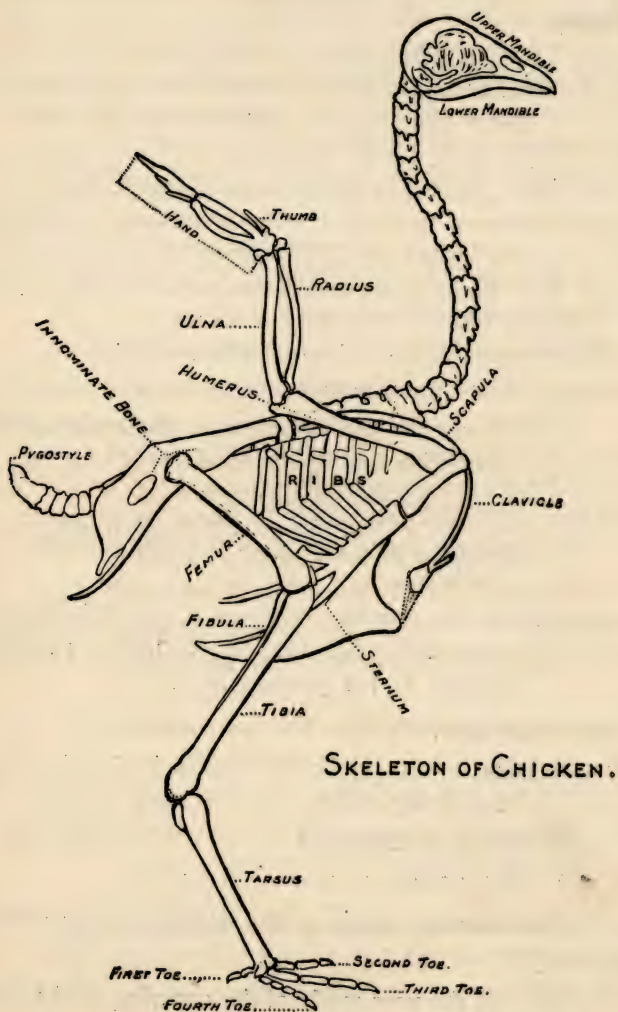 UPPER MANDIBLE
LOWER MANDIBLE
THUMB
HAND
RADIUS
ULNA
INNOMINATE BONE
HUMERUS
SCAPULA
PYGOSTYLE
RIBS
CLAVICLE
FEMUR
FIBULA
STERNUM
TIBIA
SKELETON OF CHICKEN.
TARSUS
SECOND TOE.
FIRST TOE
THIRD TOE.
FOURTH TOE